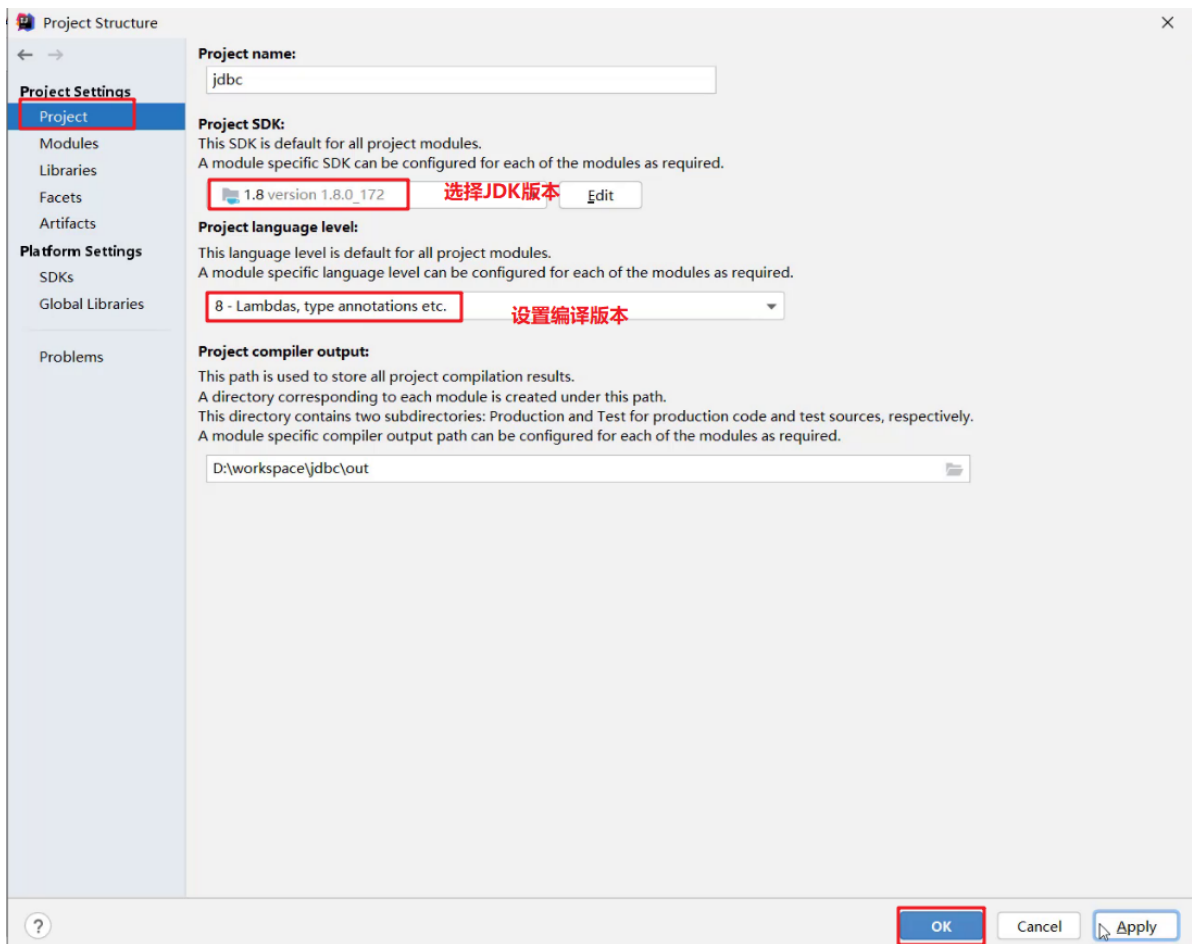 Project Structure
Project Settings
Project
Modules
Libraries
Facets
Artifacts
Platform Settings
SDKs
Global Libraries
Problems
Project name:
jdbc
Project SDK:
This SDK is default for all project modules.
A module specific SDK can be configured for each of the modules as required.
1.8 version 1.8.0_172 选择JDK版本 Edit
Project language level:
This language level is default for all project modules.
A module specific language level can be configured for each of the modules as required.
8 - Lambdas, type annotations etc. 设置编译版本
Project compiler output:
This path is used to store all project compilation results.
A directory corresponding to each module is created under this path.
This directory contains two subdirectories: Production and Test for production code and test sources, respectively.
A module specific compiler output path can be configured for each of the modules as required.
D:\workspace\jdbc\out
? OK Cancel Apply